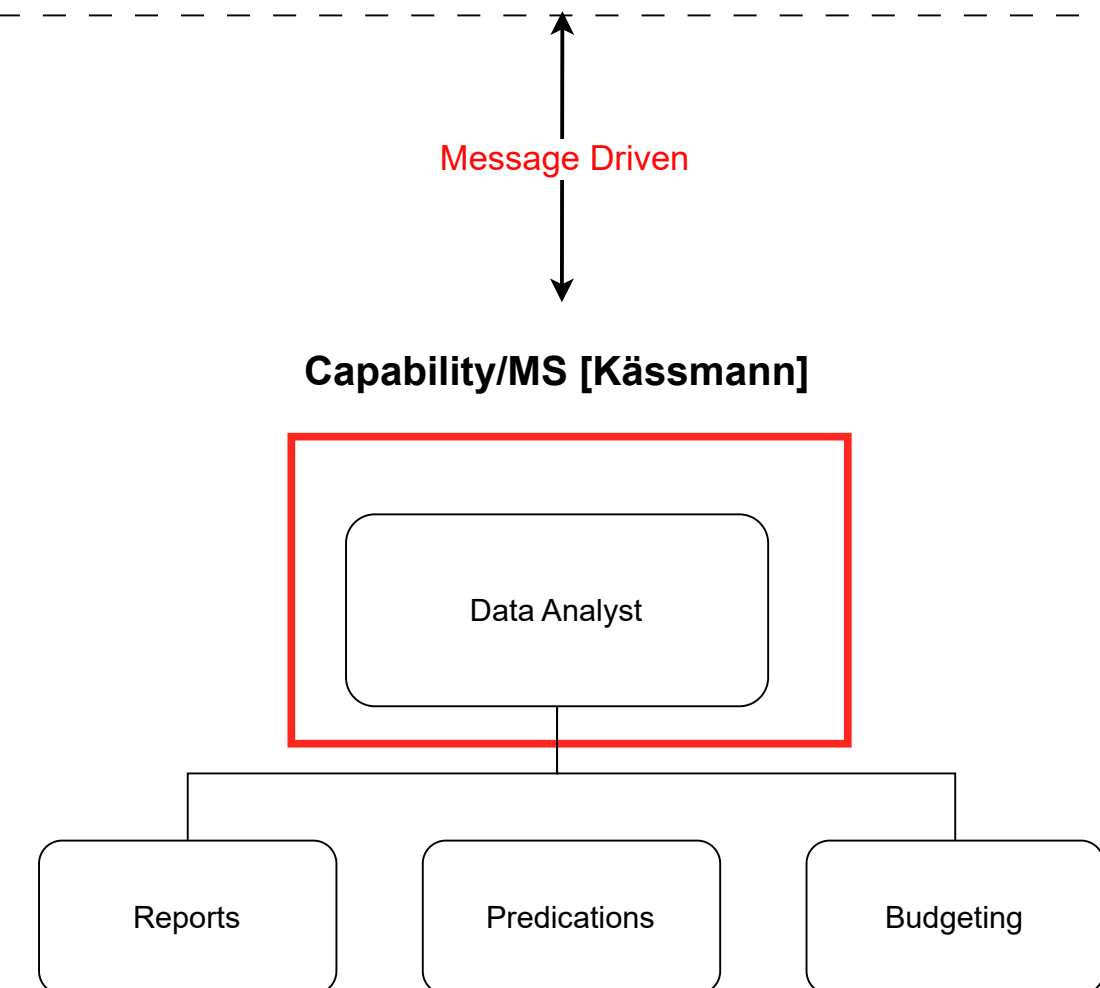 Message Driven
Capability/MS [Kässmann]
Data Analyst
Reports
Predications
Budgeting